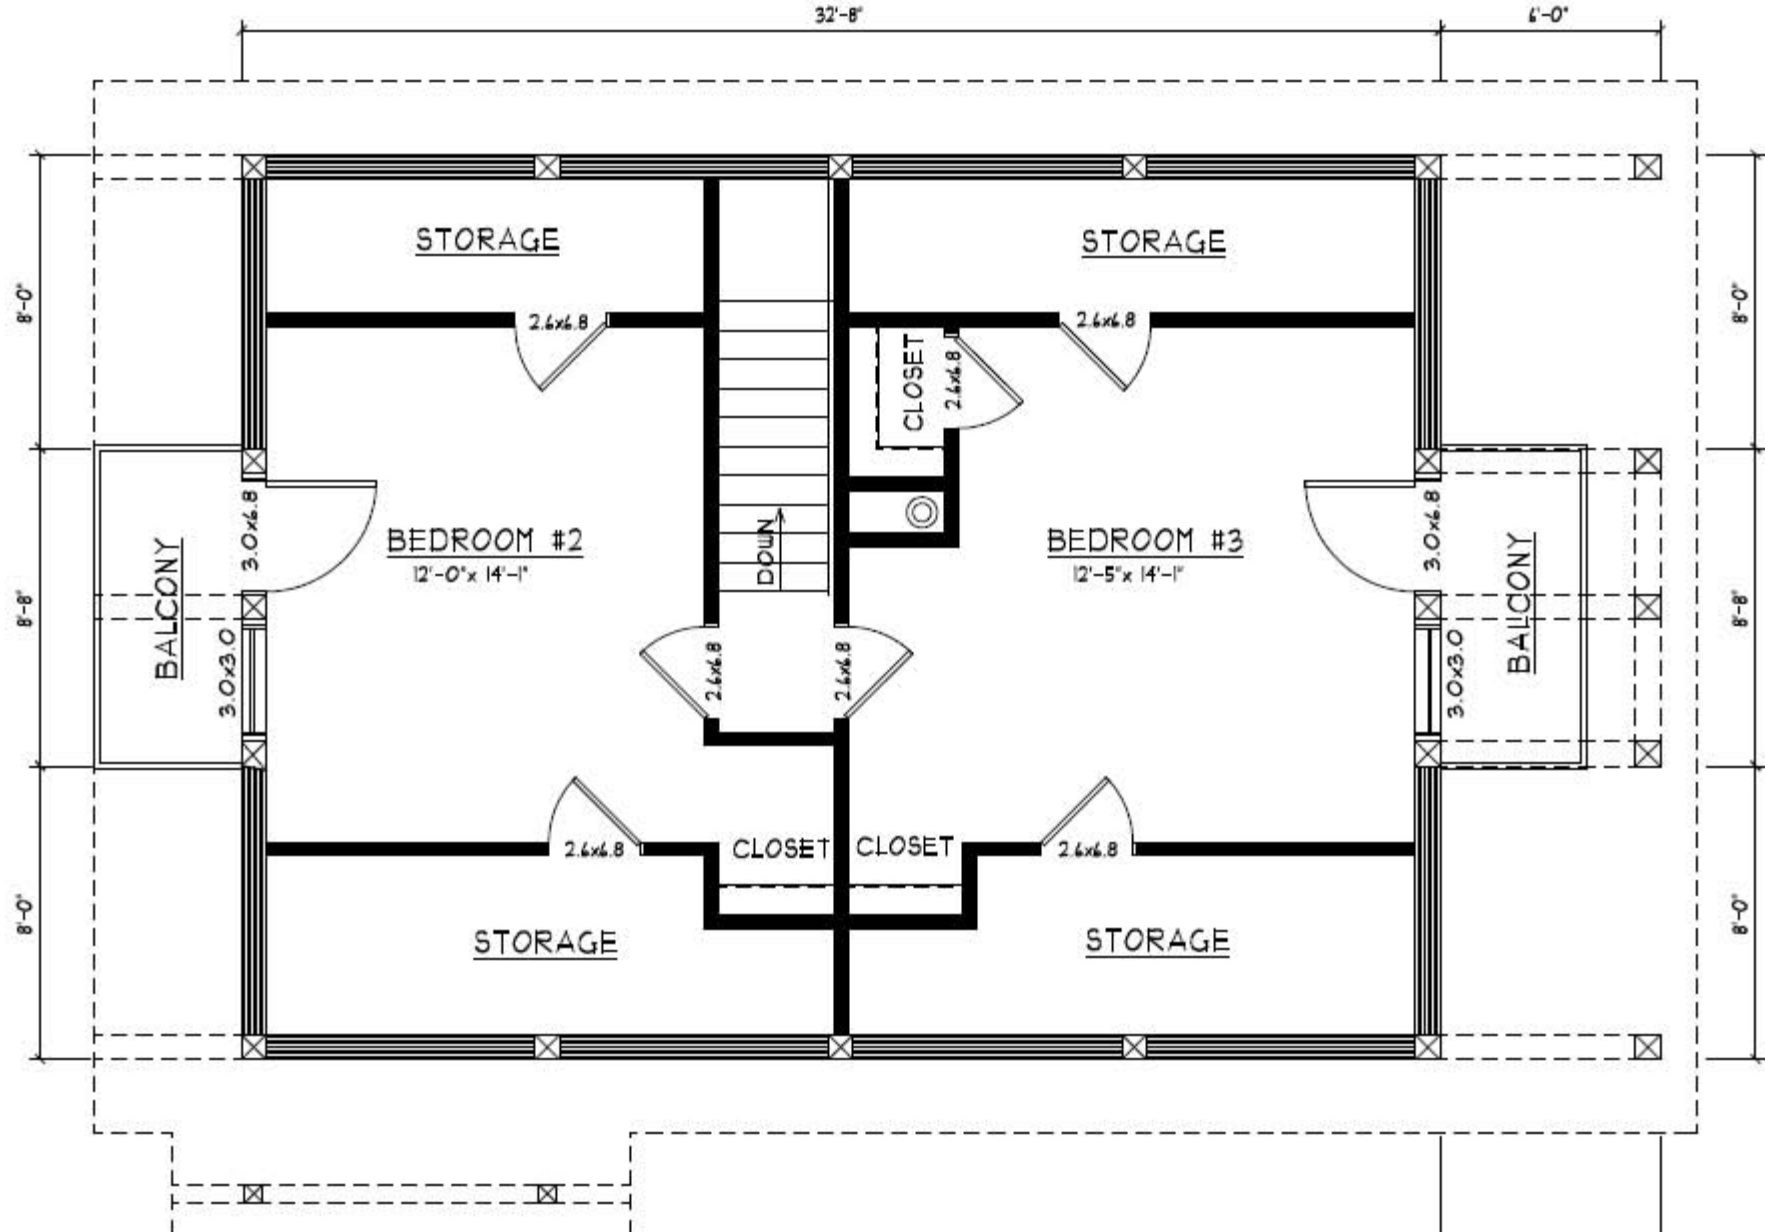 32'-8"
6'-0"
STORAGE
STORAGE
8'-0"
8'-0"
2.6x6.8
2.6x6.8
CLOSET
2.6x6.8
DOWN
3.0x6.8
3.0x6.8
BEDROOM #2
12'-0" x 14'-1"
BEDROOM #3
12'-5" x 14'-1"
BALCONY
BALCONY
8'-8"
8'-8"
3.0x3.0
2.6x6.8
2.6x6.8
3.0x3.0
2.6x6.8
CLOSET
CLOSET
2.6x6.8
8'-0"
8'-0"
STORAGE
STORAGE